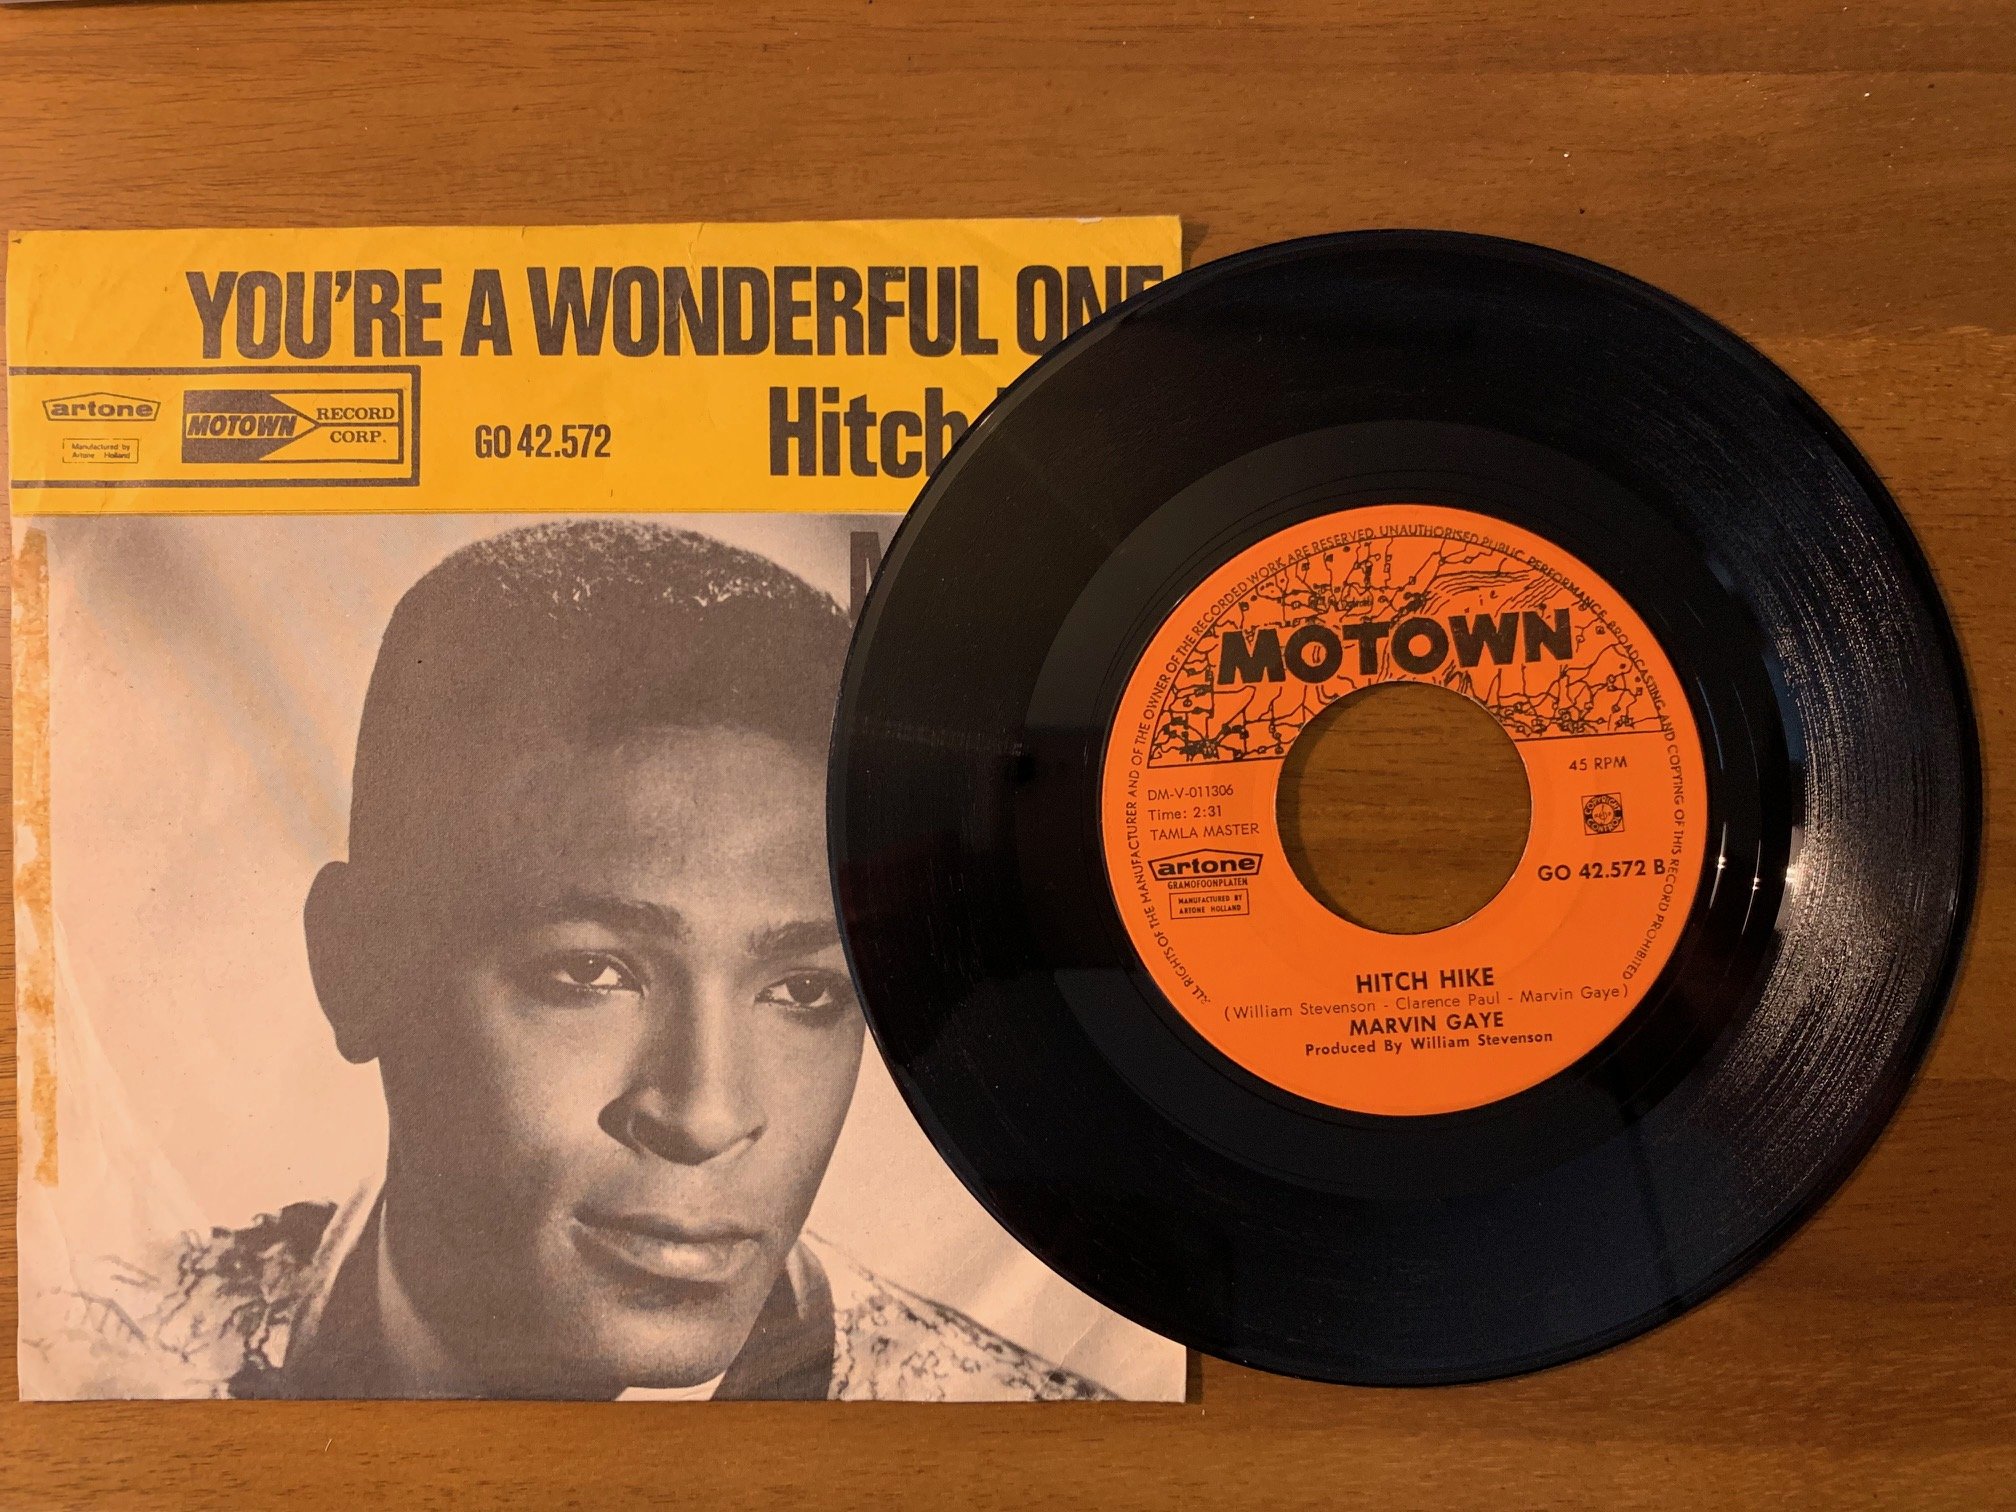 YOU'RE A WONDERFUL ONE
Hitch
artone
Manufactured by
Artone Holland
MOTOWN
RECORD
CORP.
GO 42.572
ALL RIGHTS OF THE MANUFACTURER AND OF THE OWNER OF THE RECORDED WORK ARE RESERVED. UNAUTHORISED PUBLIC PERFORMANCE, BROADCASTING AND COPYING OF THIS RECORD PROHIBITED
MOTOWN
45 RPM
DM-V-011306
Time: 2:31
TAMLA MASTER
COPYRIGHT
CONTROL
artone
GRAMOFOONPLATEN
MANUFACTURED BY
ARTONE HOLLAND
GO 42.572 B
HITCH HIKE
(William Stevenson - Clarence Paul - Marvin Gaye)
MARVIN GAYE
Produced By William Stevenson